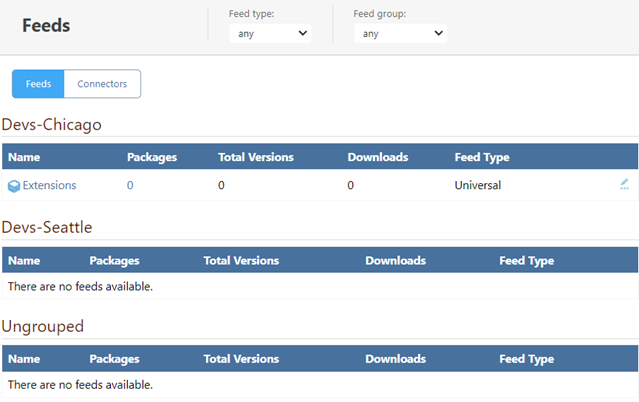 Feeds
Feed type:
Feed group:
any
any
Feeds
Connectors
Devs-Chicago
Name Packages Total Versions Downloads Feed Type
Extensions 0 0 0 Universal
Devs-Seattle
Name Packages Total Versions Downloads Feed Type
There are no feeds available.
Ungrouped
Name Packages Total Versions Downloads Feed Type
There are no feeds available.